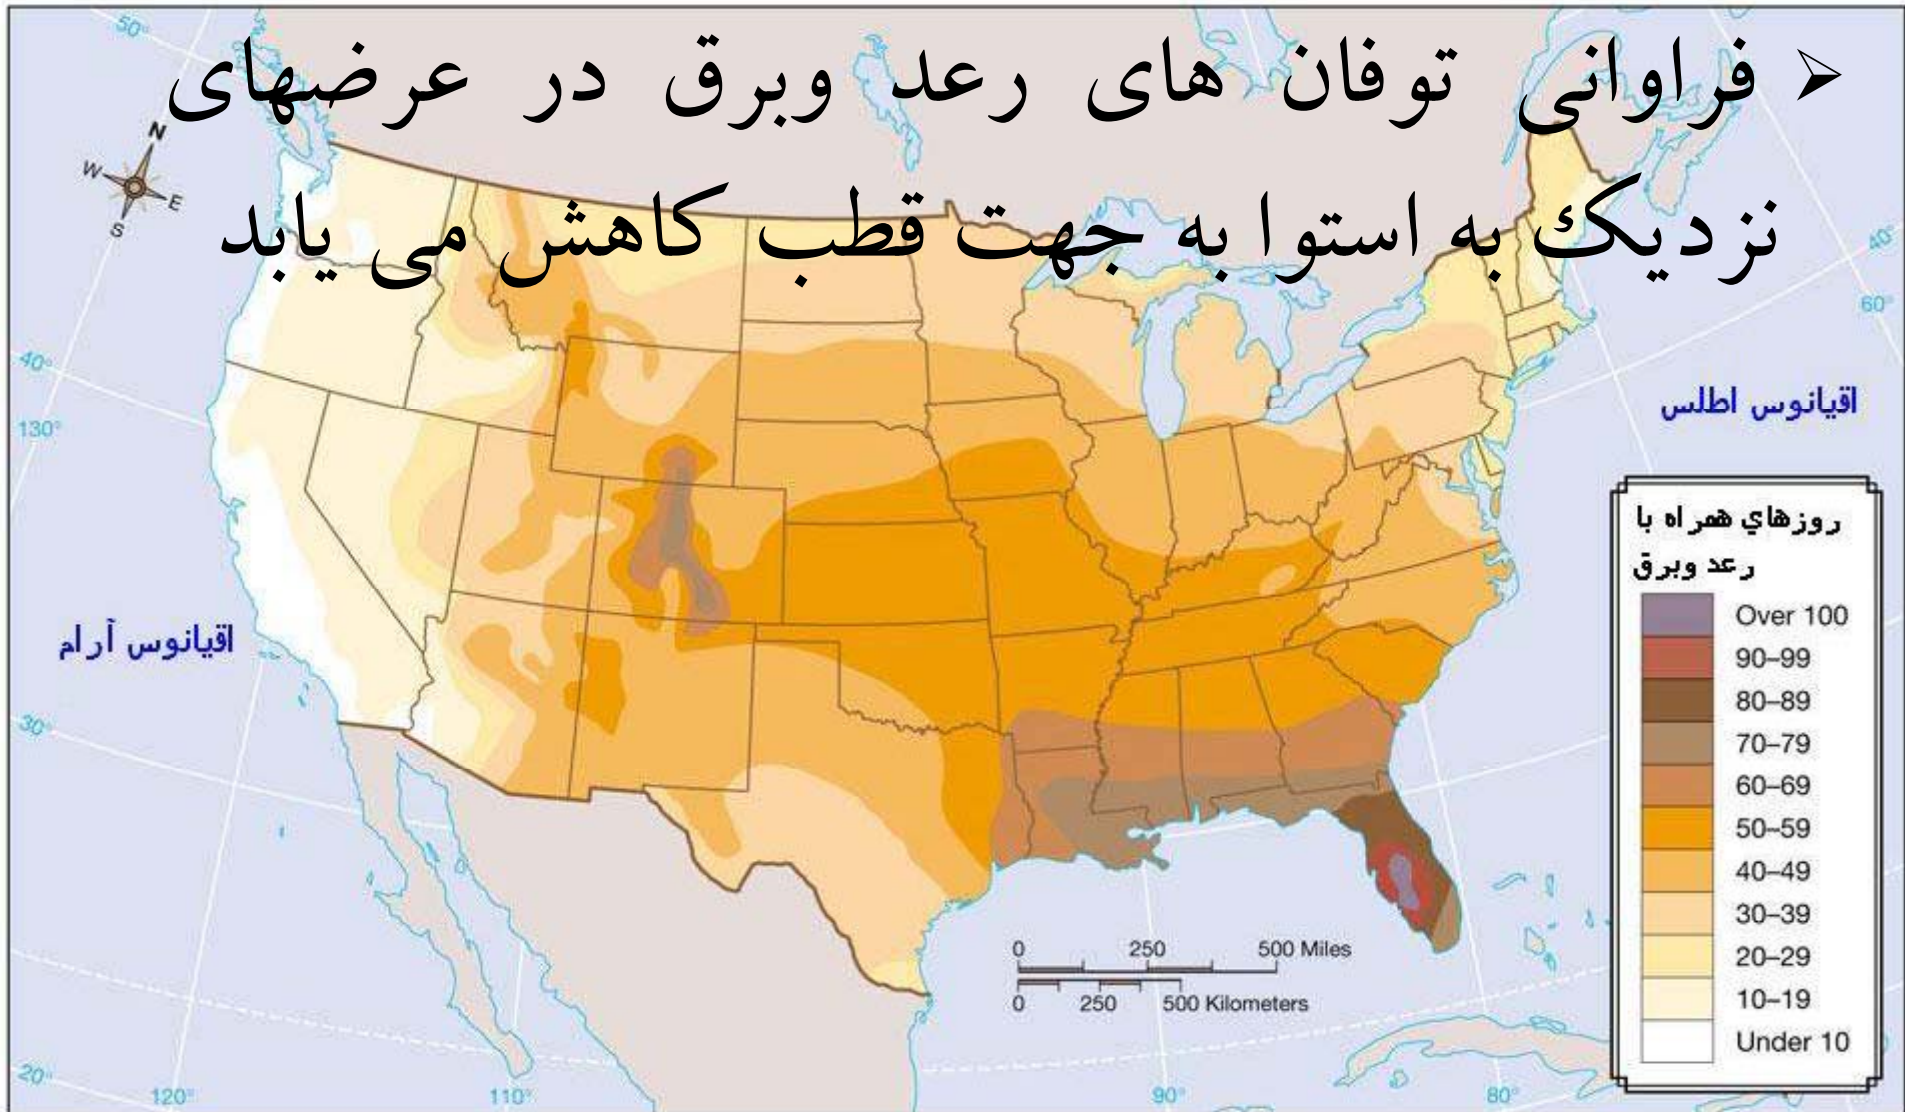 ➢ فراوانی توفان های رعد وبرق در عرضهای
نزدیك به استوا به جهت قطب کاهش می یابد
50°
N
W
E
S
40°
60°
40°
130°
اقیانوس اطلس
روزهاي همراه با
رعد وبرق
Over 100
90–99
80–89
70–79
60–69
50–59
40–49
30–39
20–29
10–19
Under 10
اقیانوس آرام
30°
0 250 500 Miles
0 250 500 Kilometers
20°
120°
110°
90°
80°